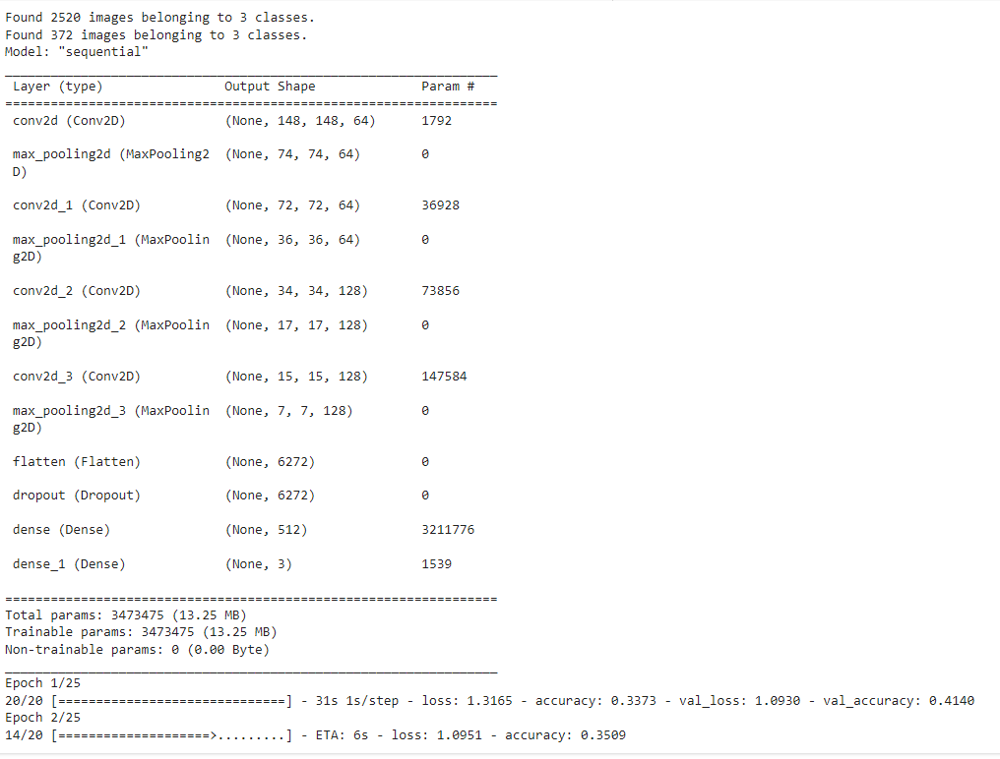 Found 2520 images belonging to 3 classes.
Found 372 images belonging to 3 classes.
Model: "sequential"
_________________________________________________________________
Layer (type) Output Shape Param #
=================================================================
conv2d (Conv2D) (None, 148, 148, 64) 1792
max_pooling2d (MaxPooling2 (None, 74, 74, 64) 0
D)
conv2d_1 (Conv2D) (None, 72, 72, 64) 36928
max_pooling2d_1 (MaxPoolin (None, 36, 36, 64) 0
g2D)
conv2d_2 (Conv2D) (None, 34, 34, 128) 73856
max_pooling2d_2 (MaxPoolin (None, 17, 17, 128) 0
g2D)
conv2d_3 (Conv2D) (None, 15, 15, 128) 147584
max_pooling2d_3 (MaxPoolin (None, 7, 7, 128) 0
g2D)
flatten (Flatten) (None, 6272) 0
dropout (Dropout) (None, 6272) 0
dense (Dense) (None, 512) 3211776
dense_1 (Dense) (None, 3) 1539
=================================================================
Total params: 3473475 (13.25 MB)
Trainable params: 3473475 (13.25 MB)
Non-trainable params: 0 (0.00 Byte)
_________________________________________________________________
Epoch 1/25
20/20 [==============================] - 31s 1s/step - loss: 1.3165 - accuracy: 0.3373 - val_loss: 1.0930 - val_accuracy: 0.4140
Epoch 2/25
14/20 [====================>.........] - ETA: 6s - loss: 1.0951 - accuracy: 0.3509